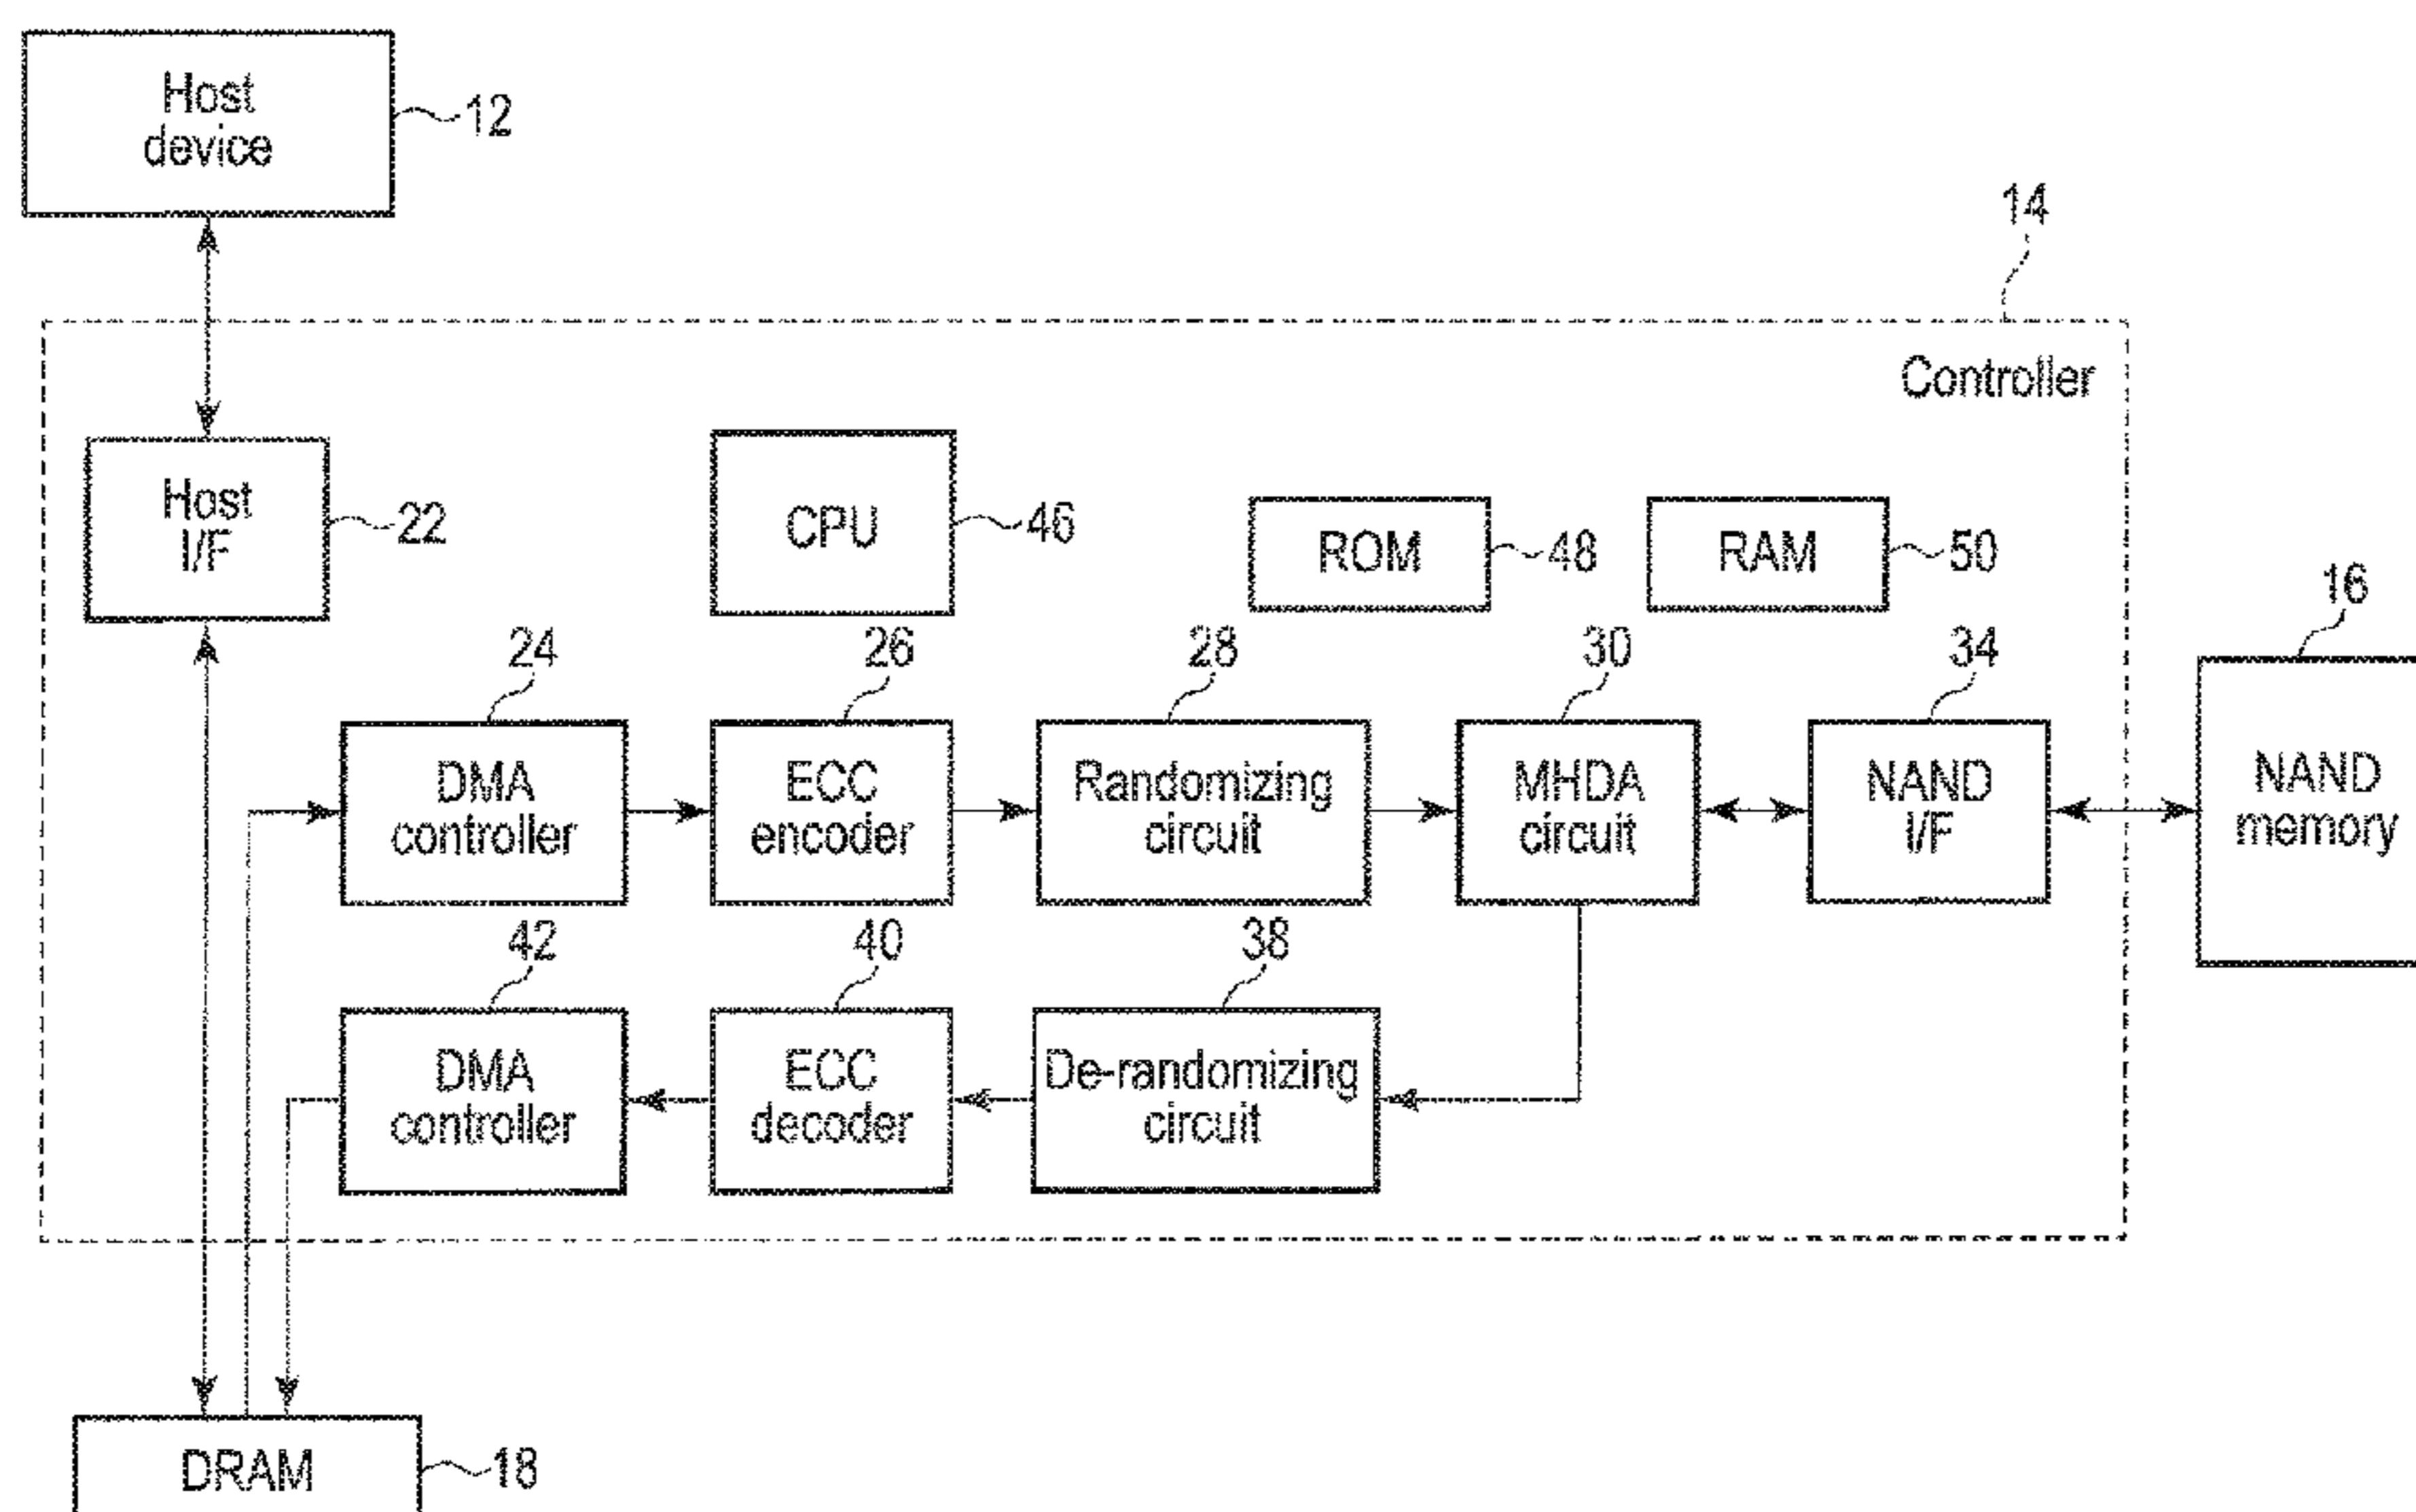 Host
device
12
14
Controller
Host
I/F
22
CPU
46
ROM
48
RAM
50
16
24
26
28
30
34
DMA
controller
ECC
encoder
Randomizing
circuit
MHDA
circuit
NAND
I/F
NAND
memory
42
40
38
DMA
controller
ECC
decoder
De-randomizing
circuit
DRAM
18